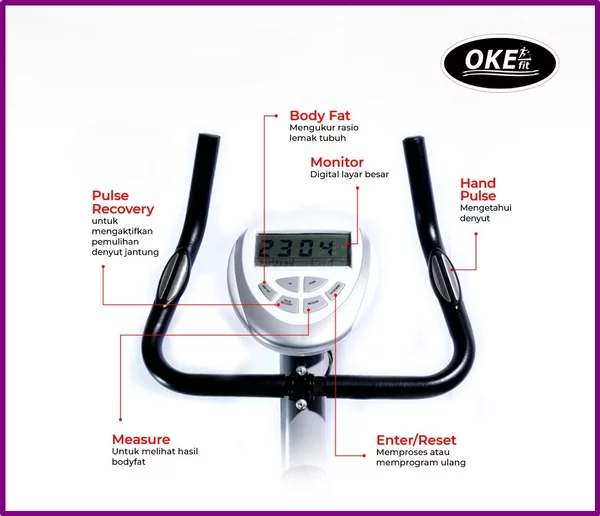 OKE
fit
Body Fat
Mengukur rasio
lemak tubuh
Monitor
Digital layar besar
Hand
Pulse
Mengetahui
denyut
Pulse
Recovery
untuk
mengaktifkan
pemulihan
denyut jantung
2304
Measure
Untuk melihat hasil
bodyfat
Enter/Reset
Memproses atau
memprogram ulang